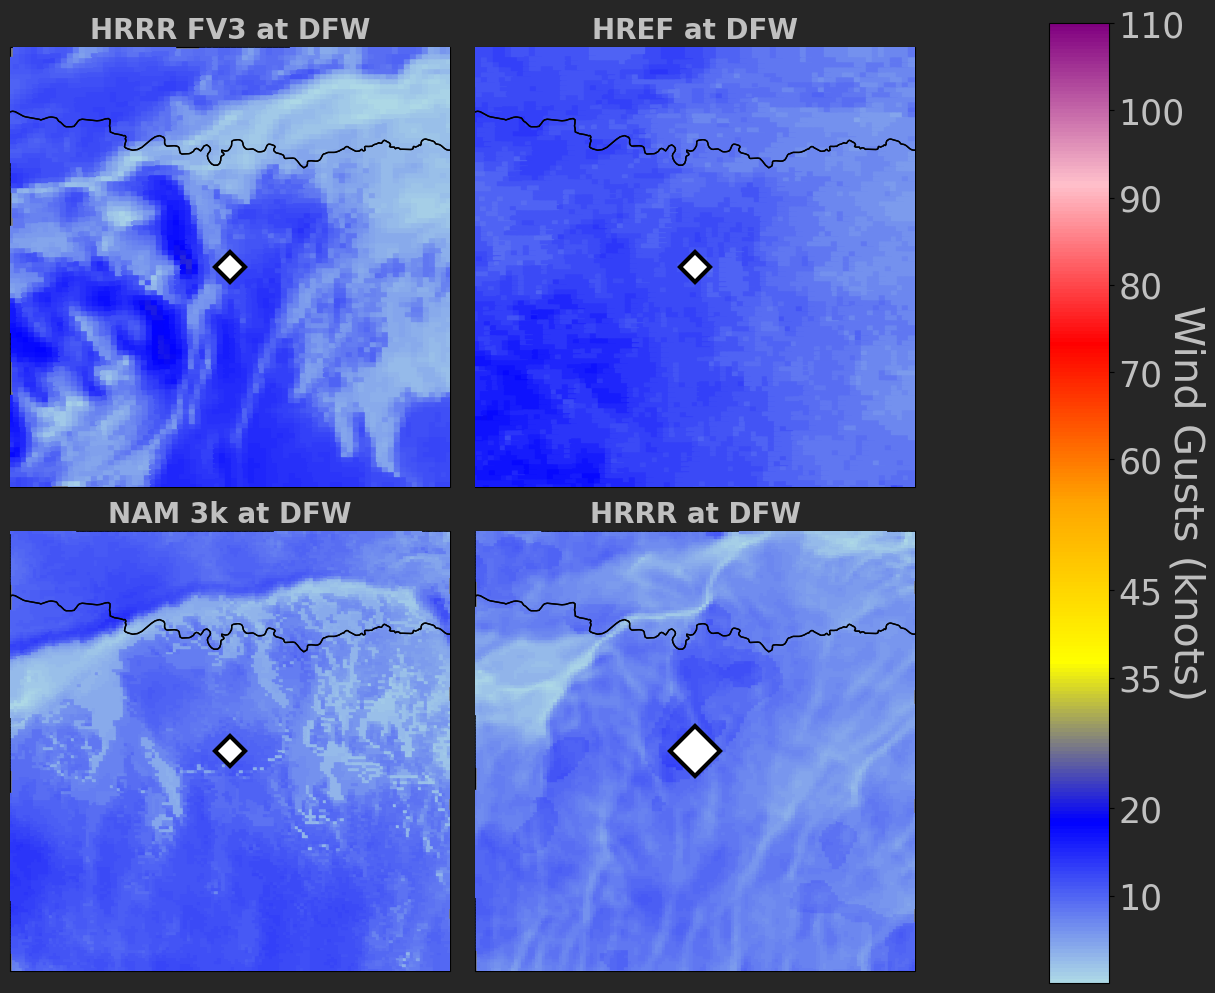 HRRR FV3 at DFW
HREF at DFW
NAM 3k at DFW
HRRR at DFW
110
100
90
80
70
60
45
35
20
10
Wind Gusts (knots)